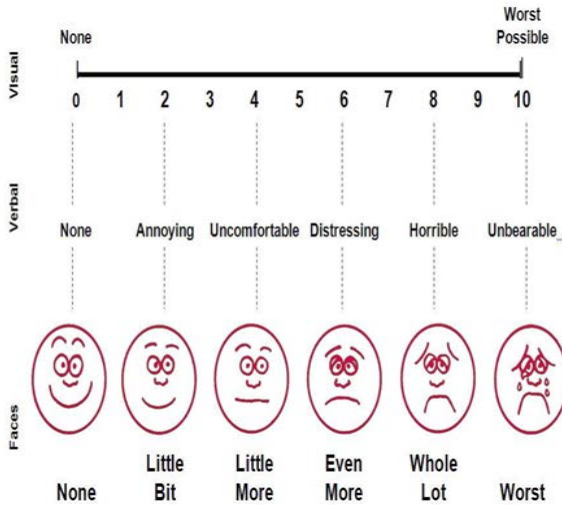 Worst
None Possible
Visual
0 1 2 3 4 5 6 7 8 9 10
Verbal
None Annoying Uncomfortable Distressing Horrible Unbearable_
Faces
Little Little Even Whole
None Bit More More Lot Worst